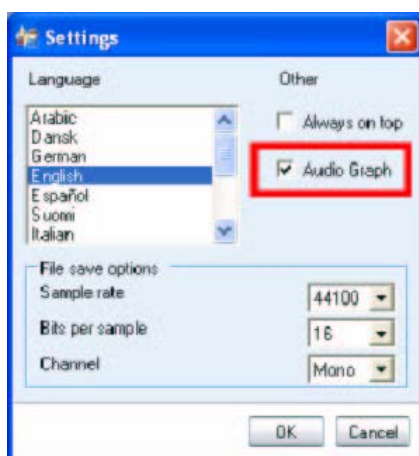 Settings
Language
Other
Arabic
Dansk
German
English
Español
Suomi
Italian
Always on top
Audio Graph
File save options
Sample rate
44100
Bits per sample
16
Channel
Mono
OK
Cancel